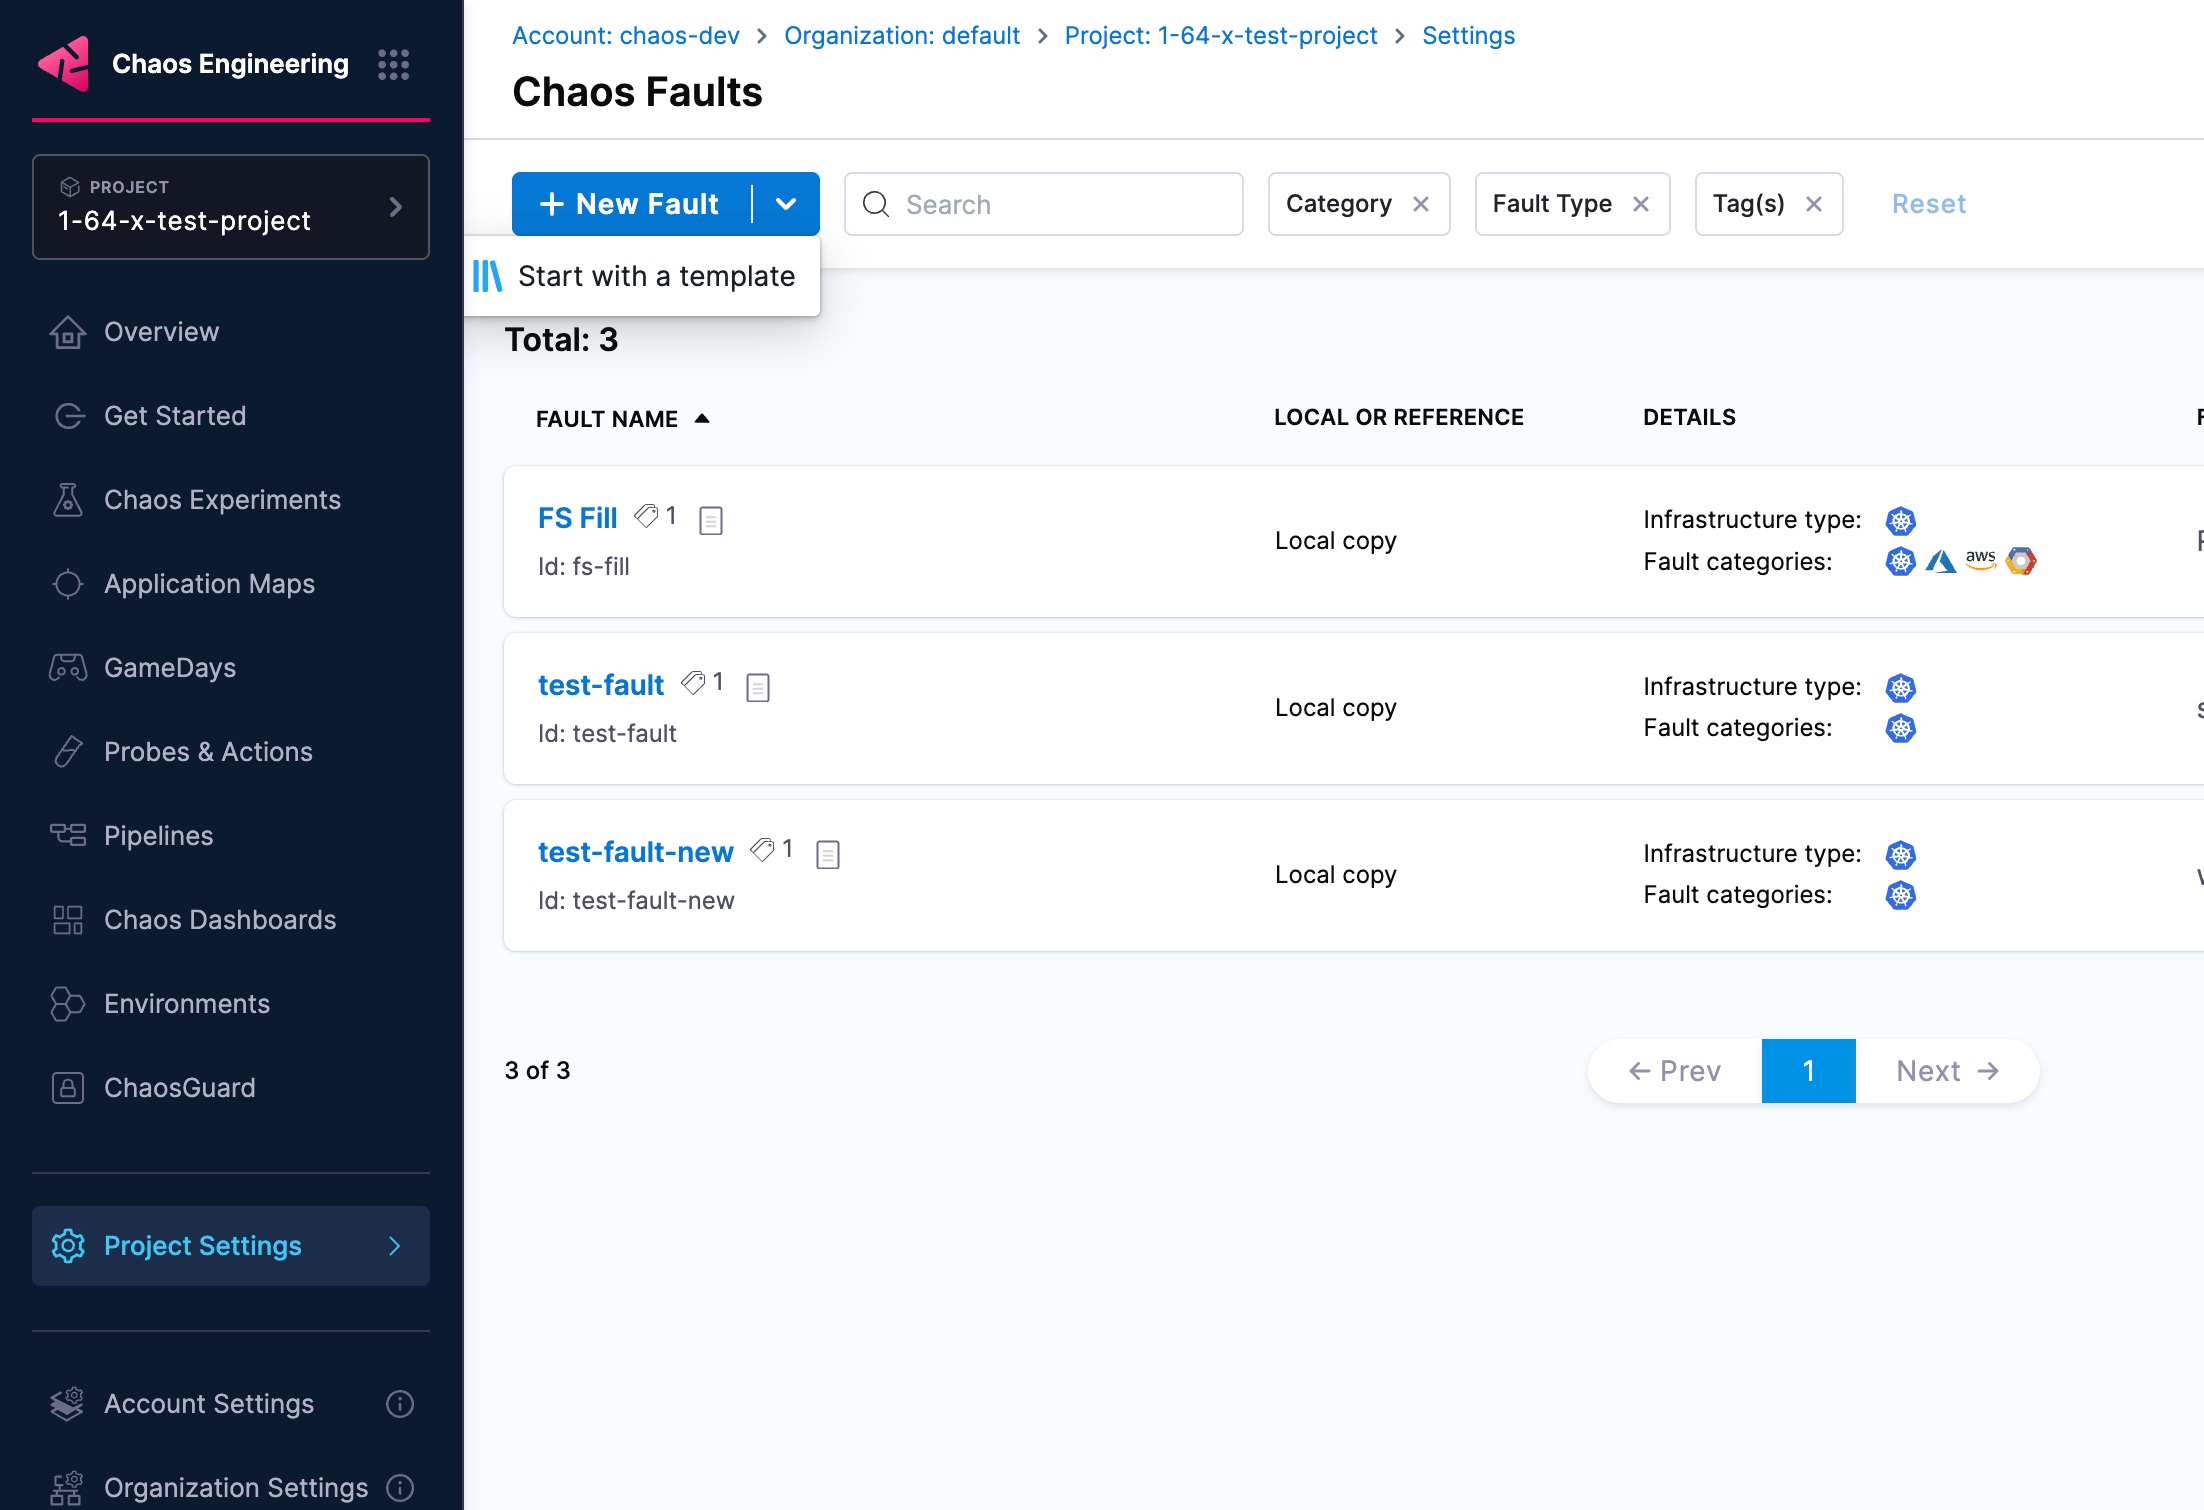 Chaos Engineering
PROJECT
1-64-x-test-project
Overview
Get Started
Chaos Experiments
Application Maps
GameDays
Probes & Actions
Pipelines
Chaos Dashboards
Environments
ChaosGuard
Project Settings
Account Settings
Organization Settings
Account: chaos-dev > Organization: default > Project: 1-64-x-test-project > Settings
Chaos Faults
+ New Fault
Search
Category ×
Fault Type ×
Tag(s) ×
Reset
Start with a template
Total: 3
FAULT NAME LOCAL OR REFERENCE DETAILS
FS Fill 1
Id: fs-fill
Local copy
Infrastructure type:
Fault categories: aws
test-fault 1
Id: test-fault
Local copy
Infrastructure type:
Fault categories:
test-fault-new 1
Id: test-fault-new
Local copy
Infrastructure type:
Fault categories:
3 of 3
← Prev 1 Next →